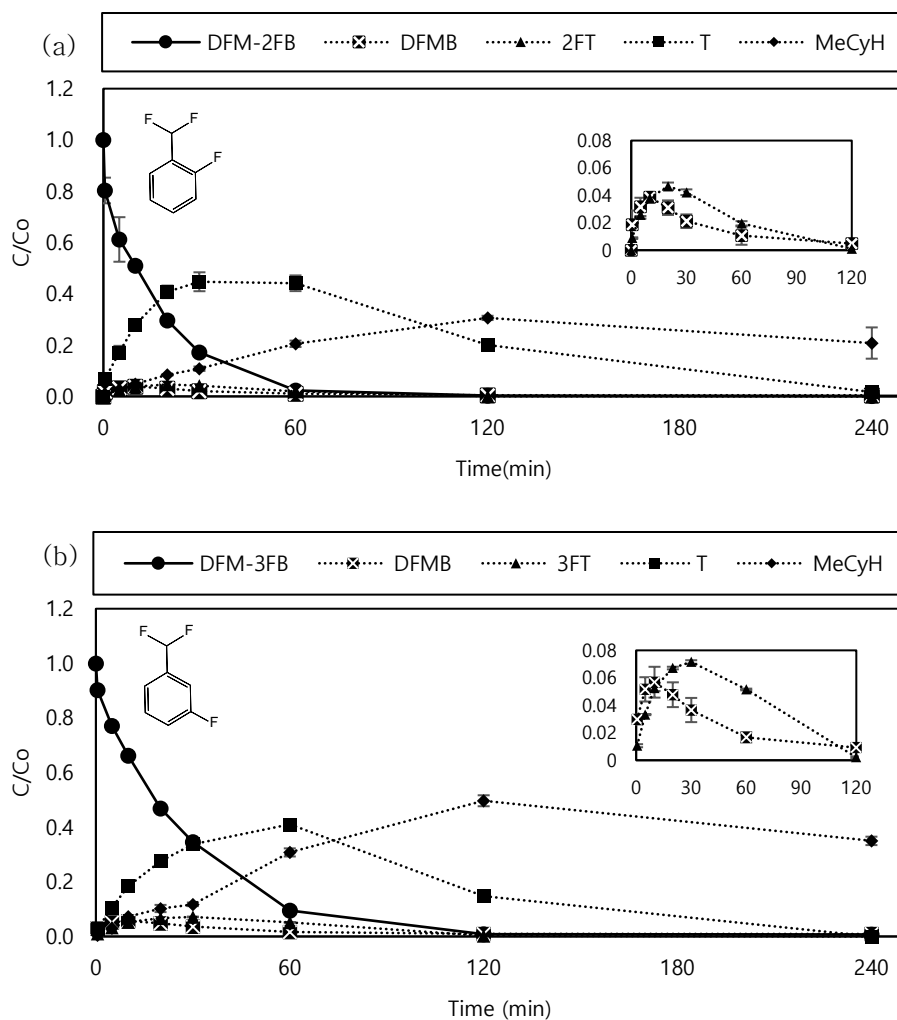 (a)
DFM-2FB DFMB 2FT T MeCyH
1.2
1.0
0.8
0.6
0.4
0.2
0.0
C/Co
F F
F
0.08
0.06
0.04
0.02
0
0 30 60 90 120
0 60 120 180 240
Time(min)
(b)
DFM-3FB DFMB 3FT T MeCyH
1.2
1.0
0.8
0.6
0.4
0.2
0.0
C/Co
F F
F
0.08
0.06
0.04
0.02
0
0 30 60 90 120
0 60 120 180 240
Time (min)